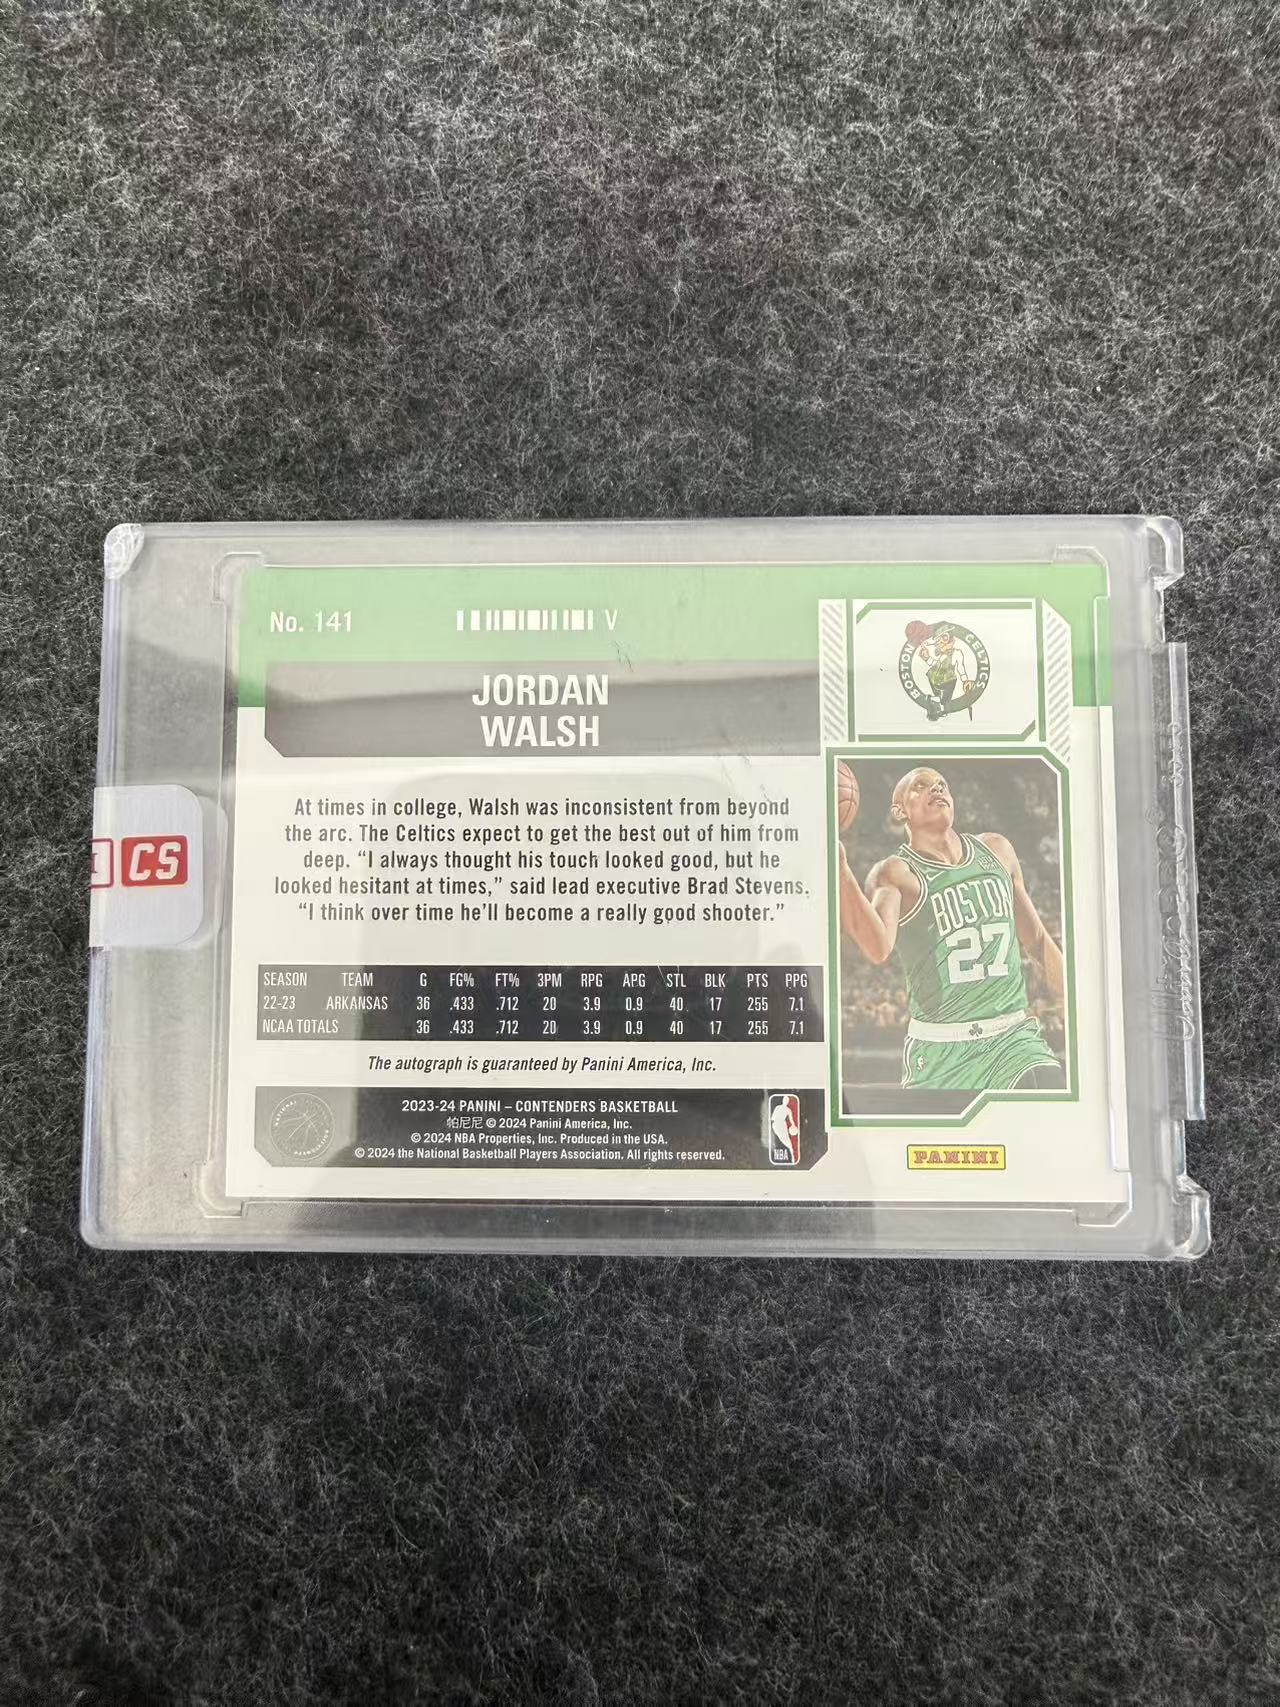 No. 141
V
JORDAN
WALSH
BOSTON CELTICS
At times in college, Walsh was inconsistent from beyond
the arc. The Celtics expect to get the best out of him from
deep. “I always thought his touch looked good, but he
looked hesitant at times,” said lead executive Brad Stevens.
“I think over time he’ll become a really good shooter.”
CS
BOSTON
27
SEASON TEAM G FG% FT% 3PM RPG APG STL BLK PTS PPG
22-23 ARKANSAS 36 .433 .712 20 3.9 0.9 40 17 255 7.1
NCAA TOTALS 36 .433 .712 20 3.9 0.9 40 17 255 7.1
The autograph is guaranteed by Panini America, Inc.
2023-24 PANINI – CONTENDERS BASKETBALL
帕尼尼 © 2024 Panini America, Inc.
© 2024 NBA Properties, Inc. Produced in the USA.
© 2024 the National Basketball Players Association. All rights reserved.
NBA
PANINI